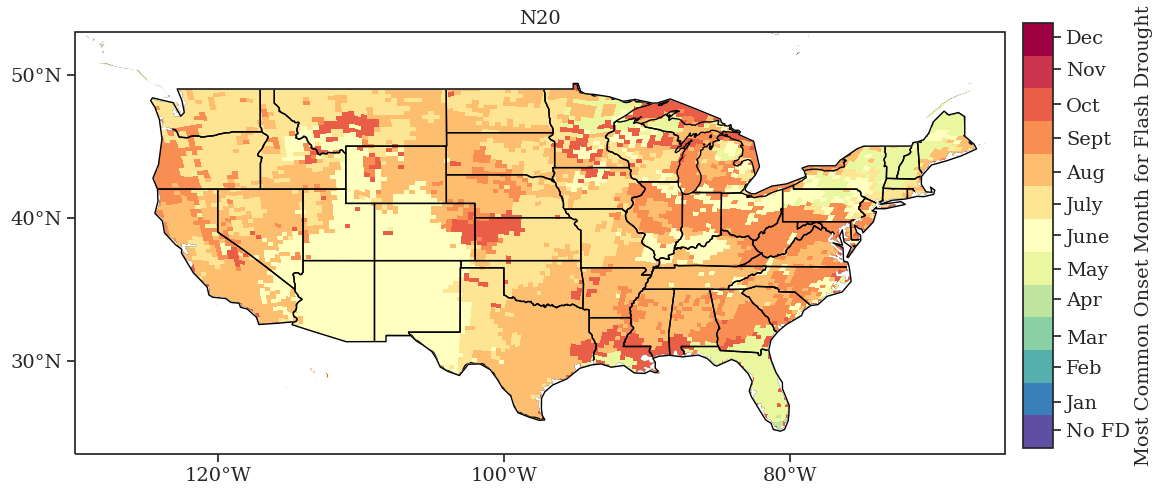 N20
50°N
40°N
30°N
120°W
100°W
80°W
Dec
Nov
Oct
Sept
Aug
July
June
May
Apr
Mar
Feb
Jan
No FD
Most Common Onset Month for Flash Drought